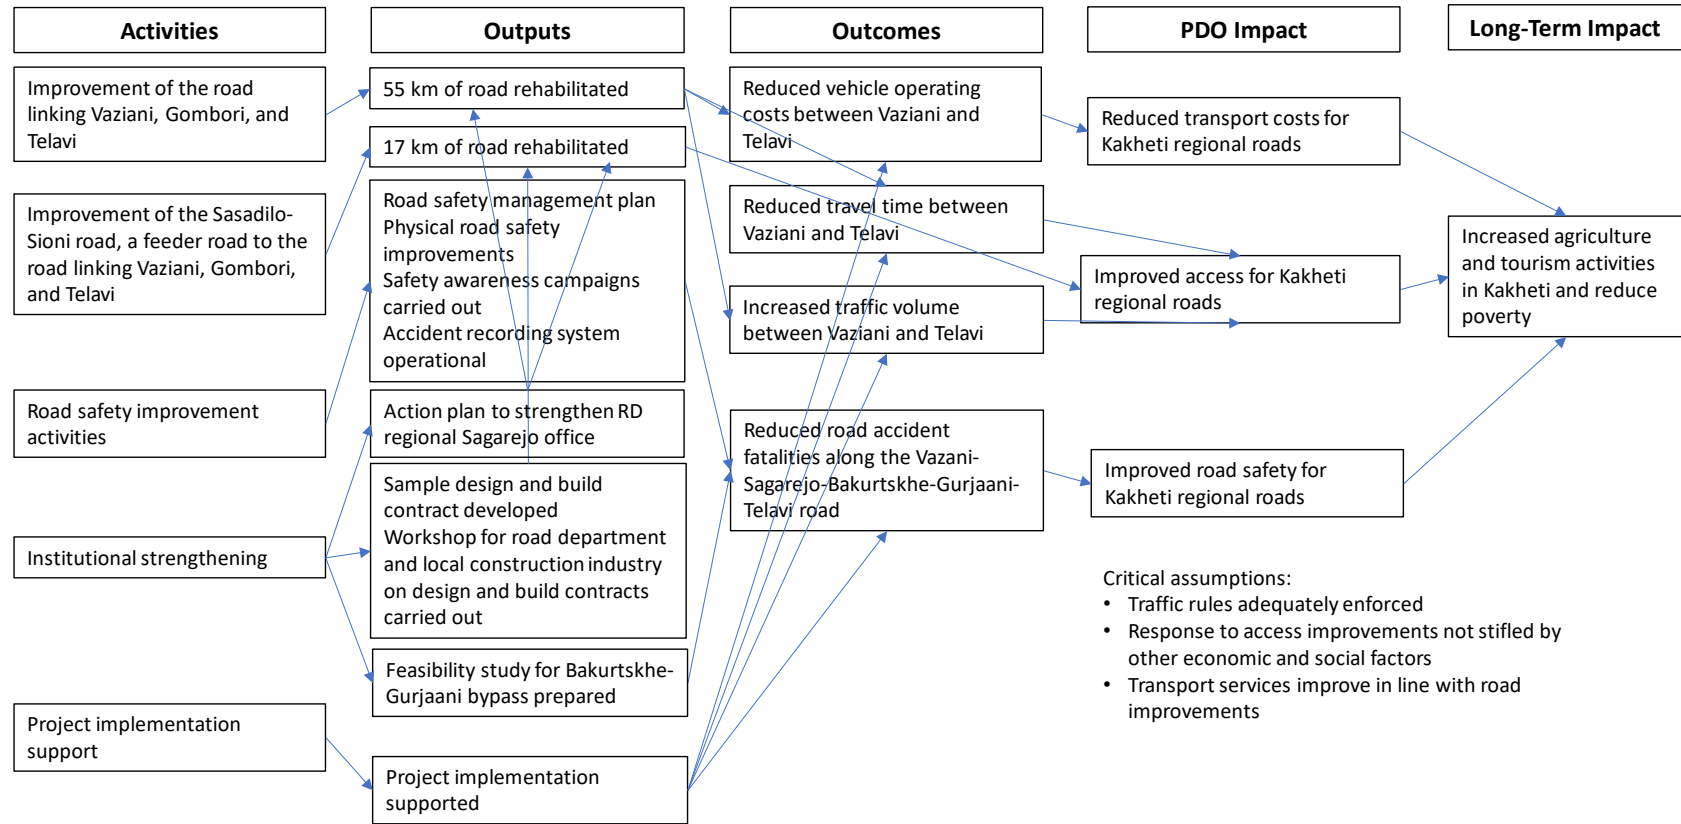 Activities
Outputs
Outcomes
PDO Impact
Long-Term Impact
Improvement of the road
linking Vaziani, Gombori, and
Telavi
Improvement of the Sasadilo-
Sioni road, a feeder road to the
road linking Vaziani, Gombori,
and Telavi
Road safety improvement
activities
Institutional strengthening
Project implementation
support
55 km of road rehabilitated
17 km of road rehabilitated
Road safety management plan
Physical road safety
improvements
Safety awareness campaigns
carried out
Accident recording system
operational
Action plan to strengthen RD
regional Sagarejo office
Sample design and build
contract developed
Workshop for road department
and local construction industry
on design and build contracts
carried out
Feasibility study for Bakurtskhe-
Gurjaani bypass prepared
Project implementation
supported
Reduced vehicle operating
costs between Vaziani and
Telavi
Reduced travel time between
Vaziani and Telavi
Increased traffic volume
between Vaziani and Telavi
Reduced road accident
fatalities along the Vazani-
Sagarejo-Bakurtskhe-Gurjaani-
Telavi road
Reduced transport costs for
Kakheti regional roads
Improved access for Kakheti
regional roads
Improved road safety for
Kakheti regional roads
Increased agriculture
and tourism activities
in Kakheti and reduce
poverty
Critical assumptions:
• Traffic rules adequately enforced
• Response to access improvements not stifled by
other economic and social factors
• Transport services improve in line with road
improvements